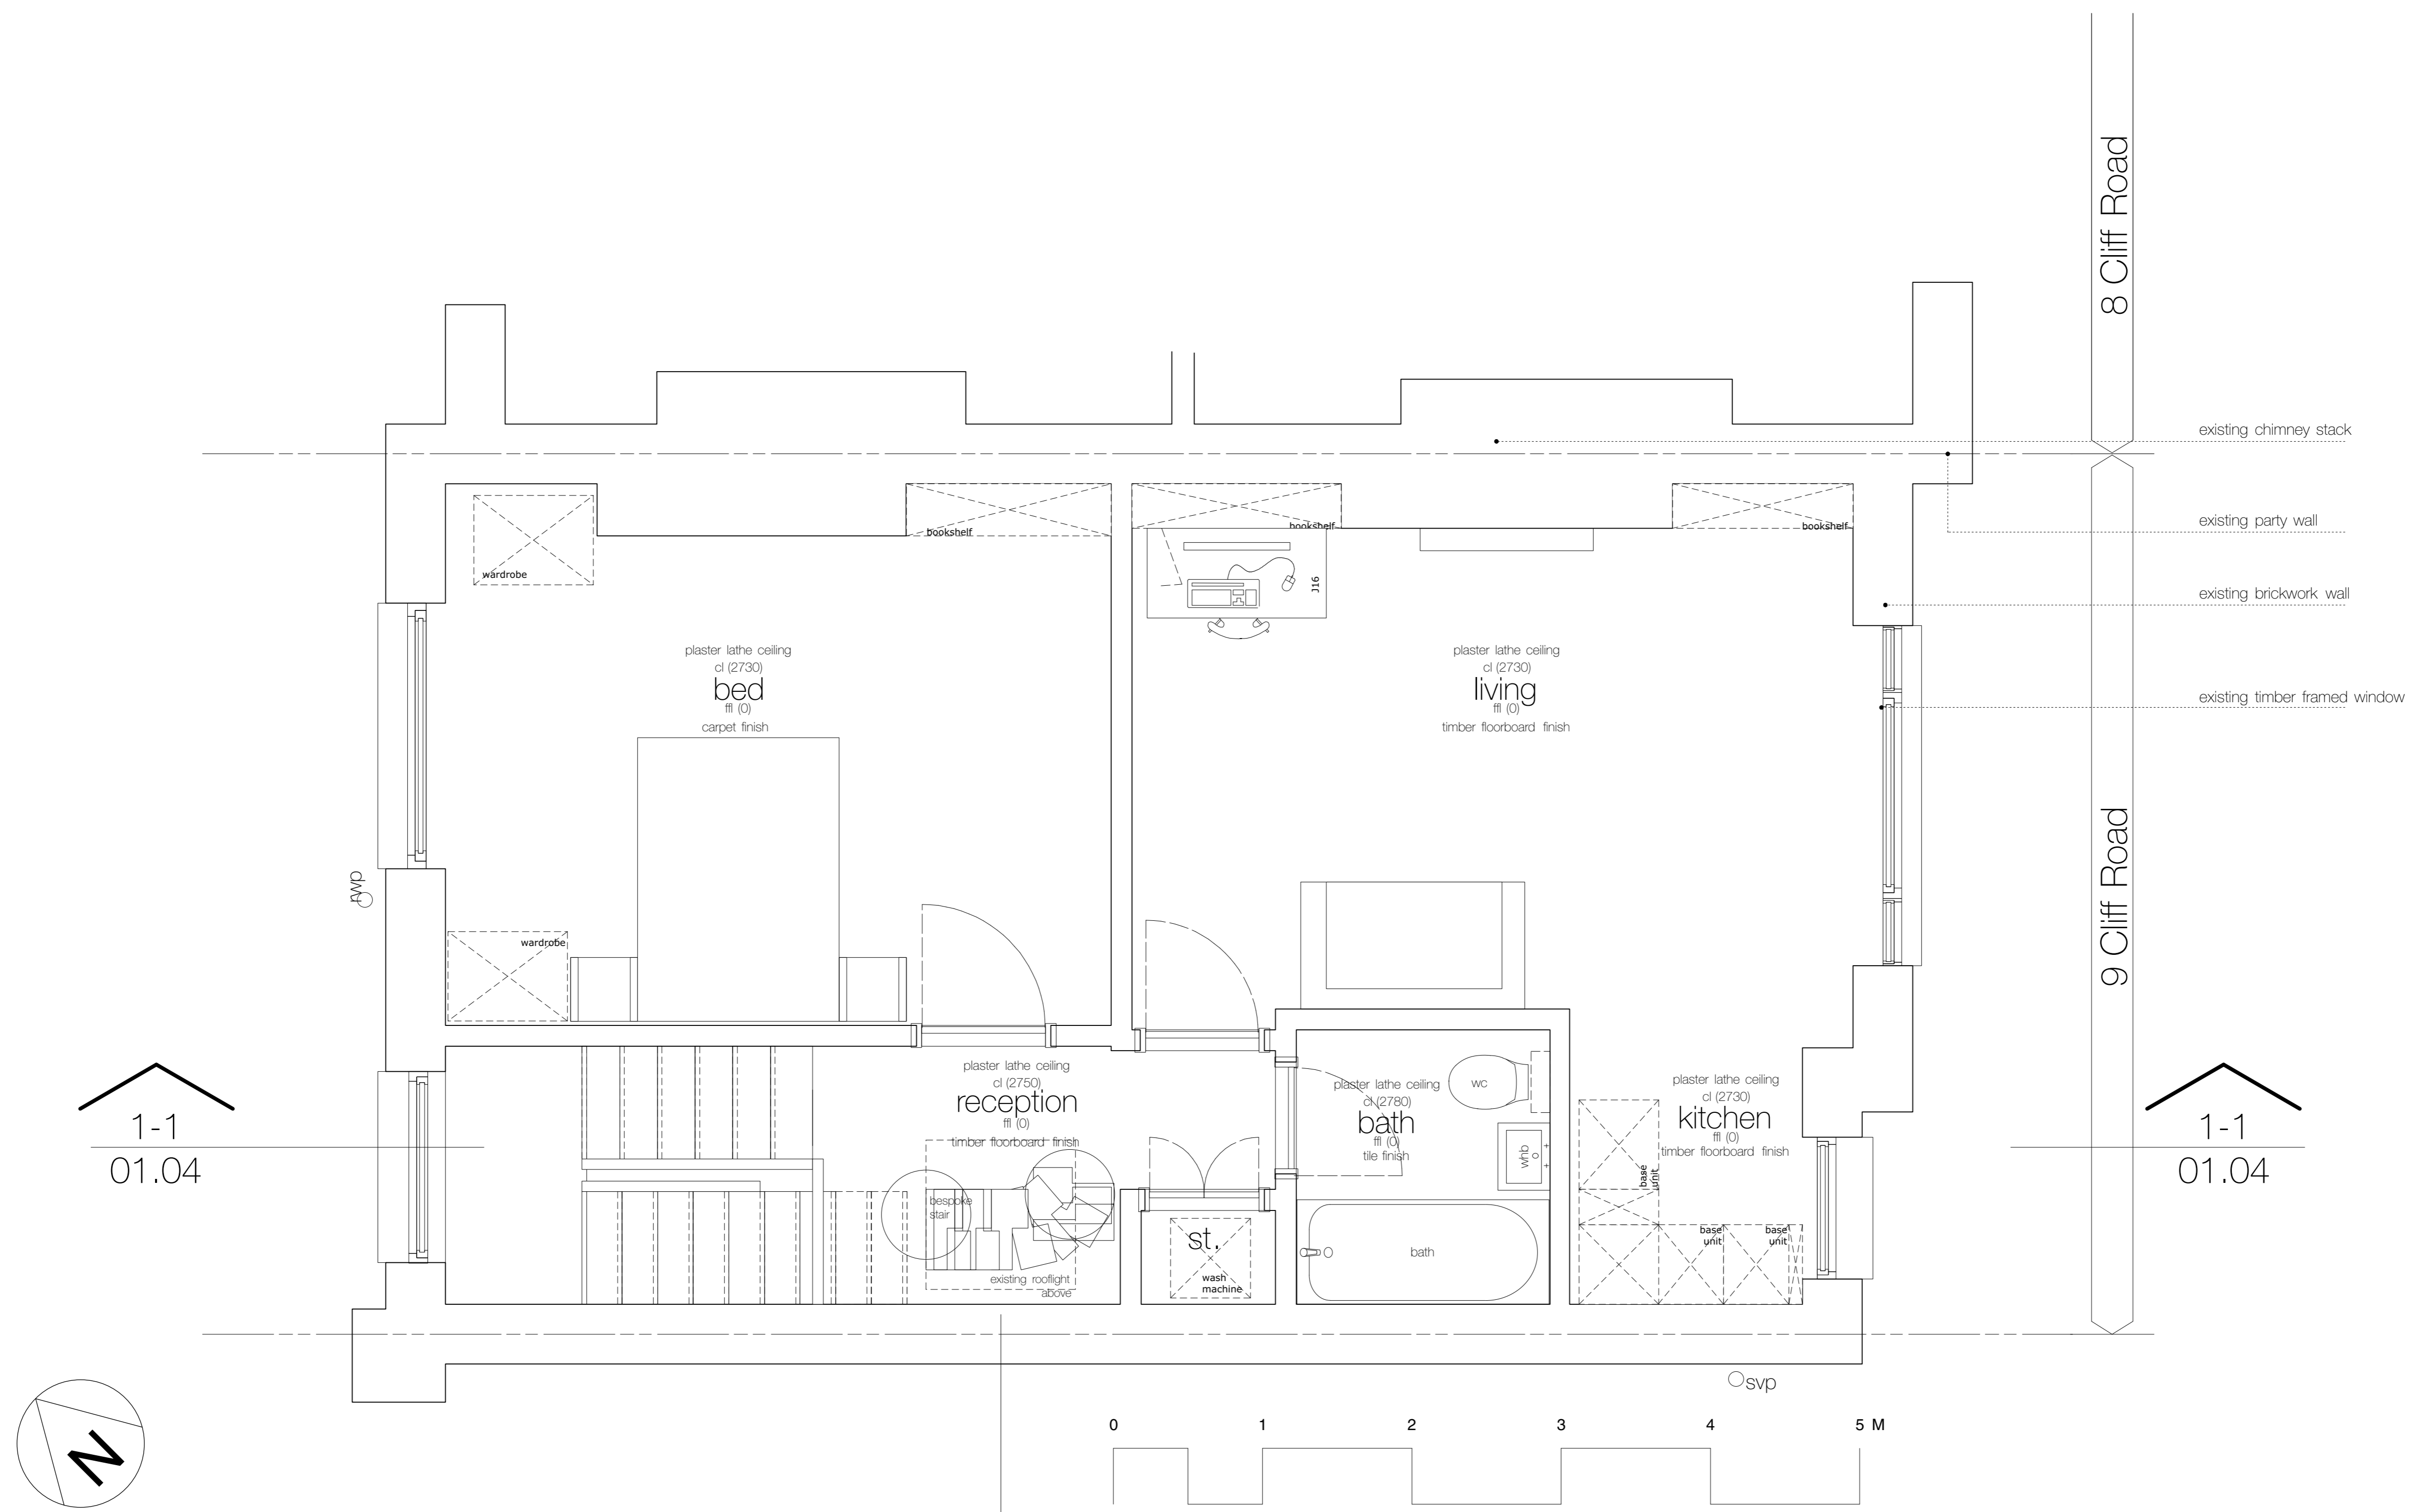 8 Cliff Road
existing chimney stack
existing party wall
existing brickwork wall
existing timber framed window
9 Cliff Road
bookshelf
bookshelf
bookshelf
wardrobe
J16
plaster lathe ceiling
cl (2730)
bed
ffl (0)
carpet finish
plaster lathe ceiling
cl (2730)
living
ffl (0)
timber floorboard finish
rwp
wardrobe
plaster lathe ceiling
cl (2750)
reception
ffl (0)
timber floorboard finish
plaster lathe ceiling
cl (2780)
bath
ffl (0)
tile finish
wc
whb
bath
plaster lathe ceiling
cl (2730)
kitchen
ffl (0)
timber floorboard finish
base
unit
base
unit
base
unit
bespoke
stair
existing rooflight
above
st.
wash
machine
1-1
01.04
1-1
01.04
svp
N
0 1 2 3 4 5 M